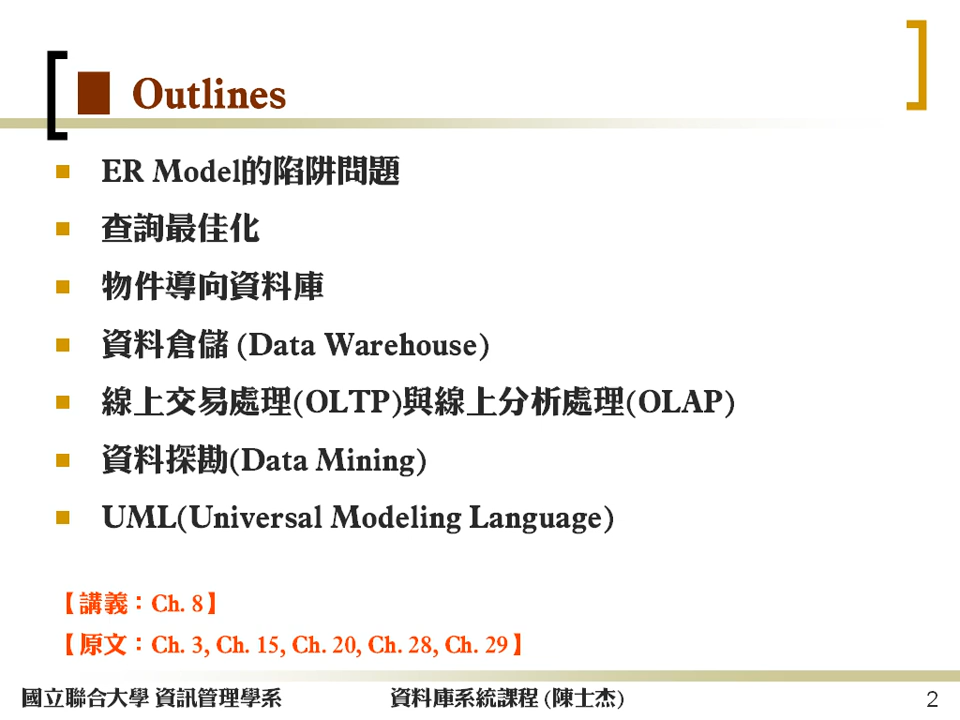 Outlines
ER Model的陷阱問題
查詢最佳化
物件導向資料庫
資料倉儲 (Data Warehouse)
線上交易處理(OLTP)與線上分析處理(OLAP)
資料探勘(Data Mining)
UML(Universal Modeling Language)
【講義：Ch. 8】
【原文：Ch. 3, Ch. 15, Ch. 20, Ch. 28, Ch. 29】
國立聯合大學 資訊管理學系 資料庫系統課程 (陳士杰) 2